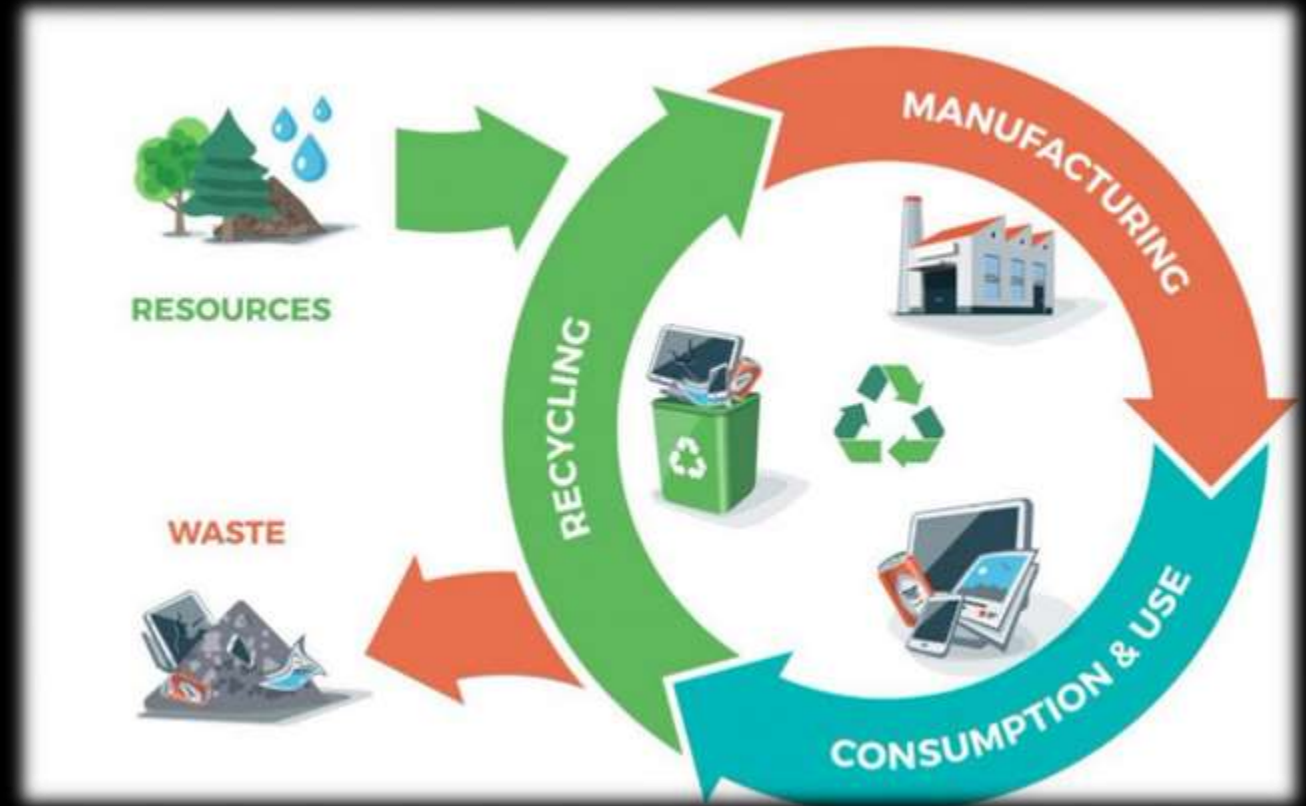 RESOURCES
MANUFACTURING
RECYCLING
WASTE
CONSUMPTION & USE